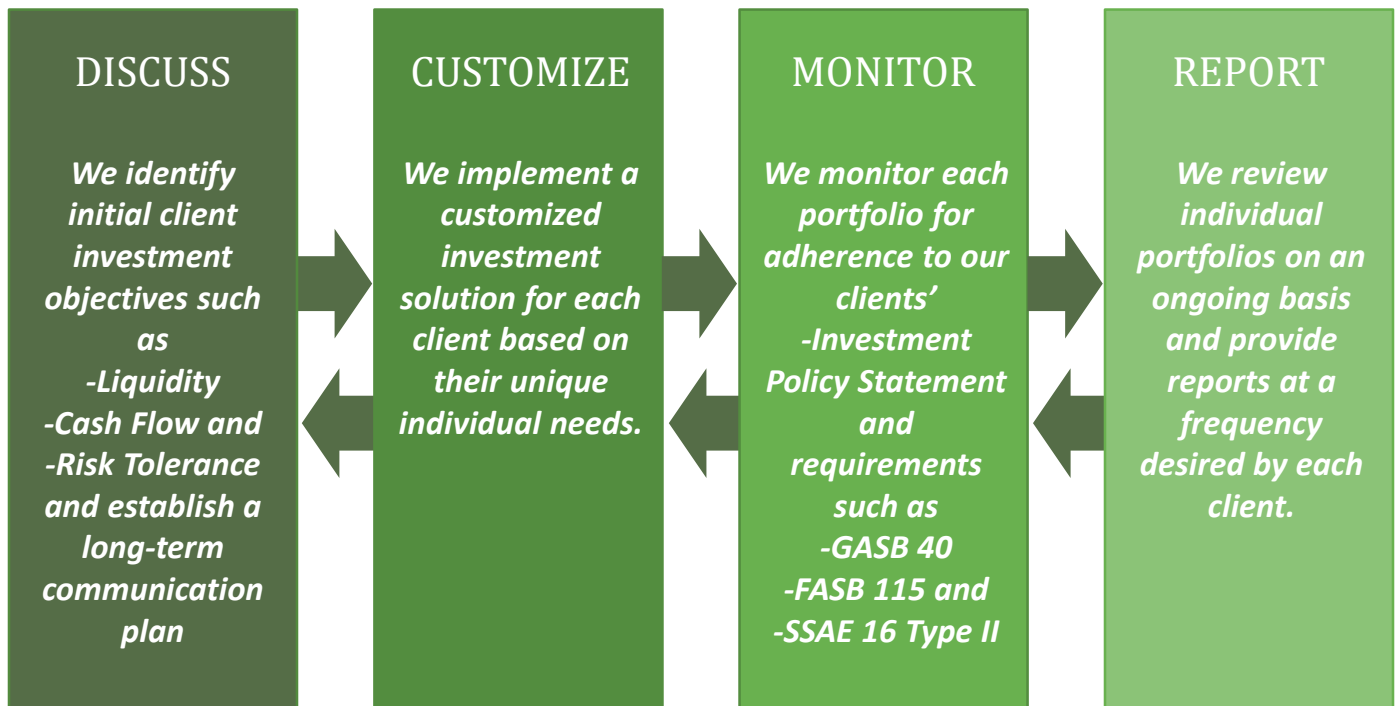 DISCUSS
We identify
initial client
investment
objectives such
as
-Liquidity
-Cash Flow and
-Risk Tolerance
and establish a
long-term
communication
plan
CUSTOMIZE
We implement a
customized
investment
solution for each
client based on
their unique
individual needs.
MONITOR
We monitor each
portfolio for
adherence to our
clients’
-Investment
Policy Statement
and
requirements
such as
-GASB 40
-FASB 115 and
-SSAE 16 Type II
REPORT
We review
individual
portfolios on an
ongoing basis
and provide
reports at a
frequency
desired by each
client.